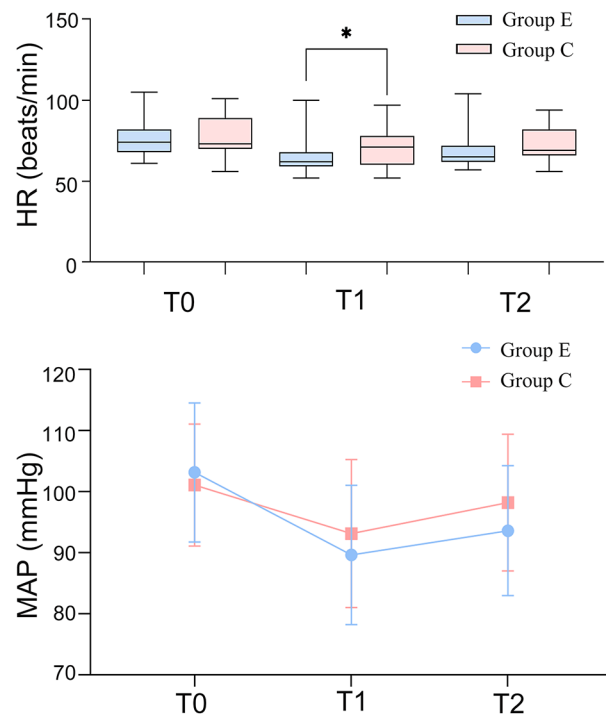 150
Group E
Group C
*
100
50
0
HR (beats/min)
T0
T1
T2
120
Group E
Group C
110
100
90
80
70
MAP (mmHg)
T0
T1
T2